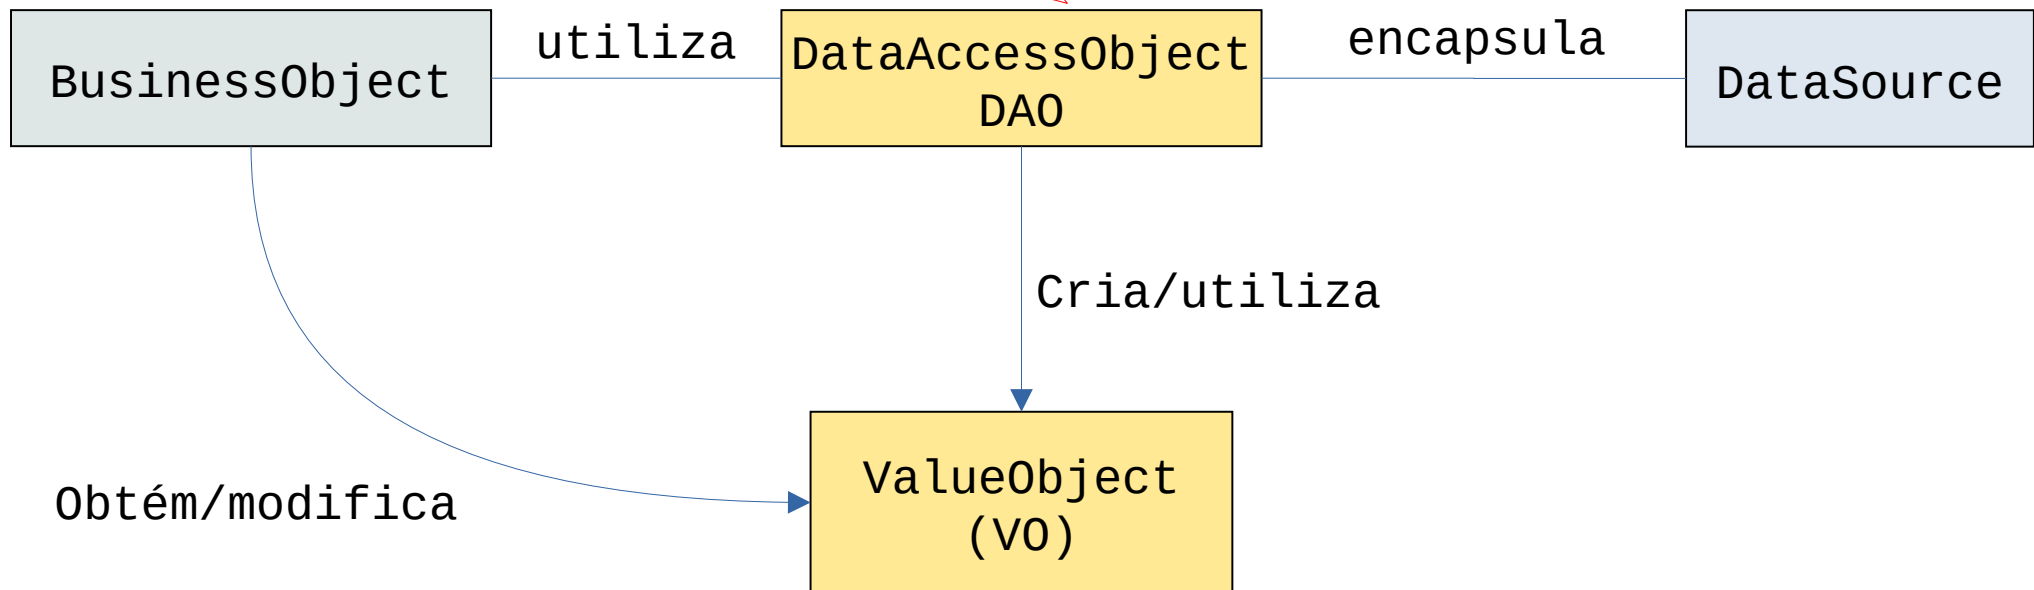 BusinessObject
utiliza
DataAccessObject
DAO
encapsula
DataSource
Cria/utiliza
Obtém/modifica
ValueObject
(VO)